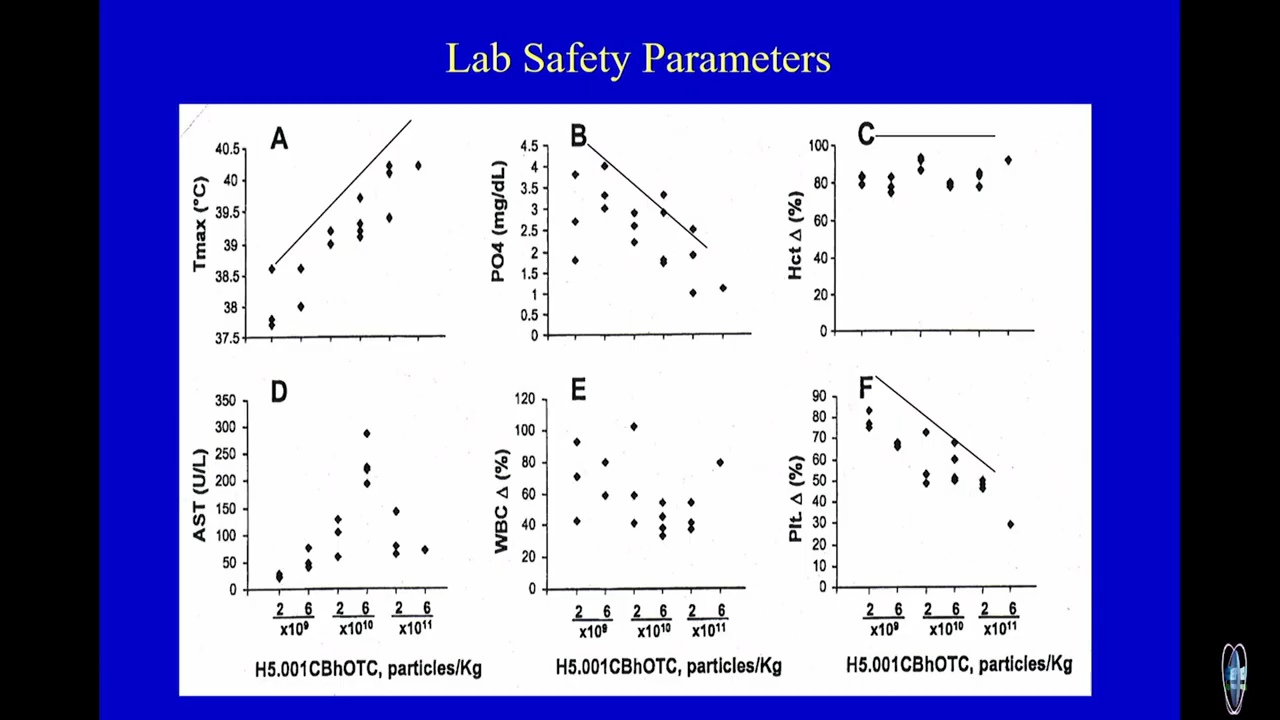 Lab Safety Parameters
A
Tmax (°C)
40.5
40
39.5
39
38.5
38
37.5
B
PO4 (mg/dL)
4.5
4
3.5
3
2.5
2
1.5
1
0.5
0
C
Hct Δ (%)
100
80
60
40
20
0
D
AST (U/L)
350
300
250
200
150
100
50
0
2 6 2 6 2 6
x10⁹ x10¹⁰ x10¹¹
H5.001CBhOTC, particles/Kg
E
WBC Δ (%)
120
100
80
60
40
20
0
2 6 2 6 2 6
x10⁹ x10¹⁰ x10¹¹
H5.001CBhOTC, particles/Kg
F
Plt. Δ (%)
90
80
70
60
50
40
30
20
10
0
2 6 2 6 2 6
x10⁹ x10¹⁰ x10¹¹
H5.001CBhOTC, particles/Kg